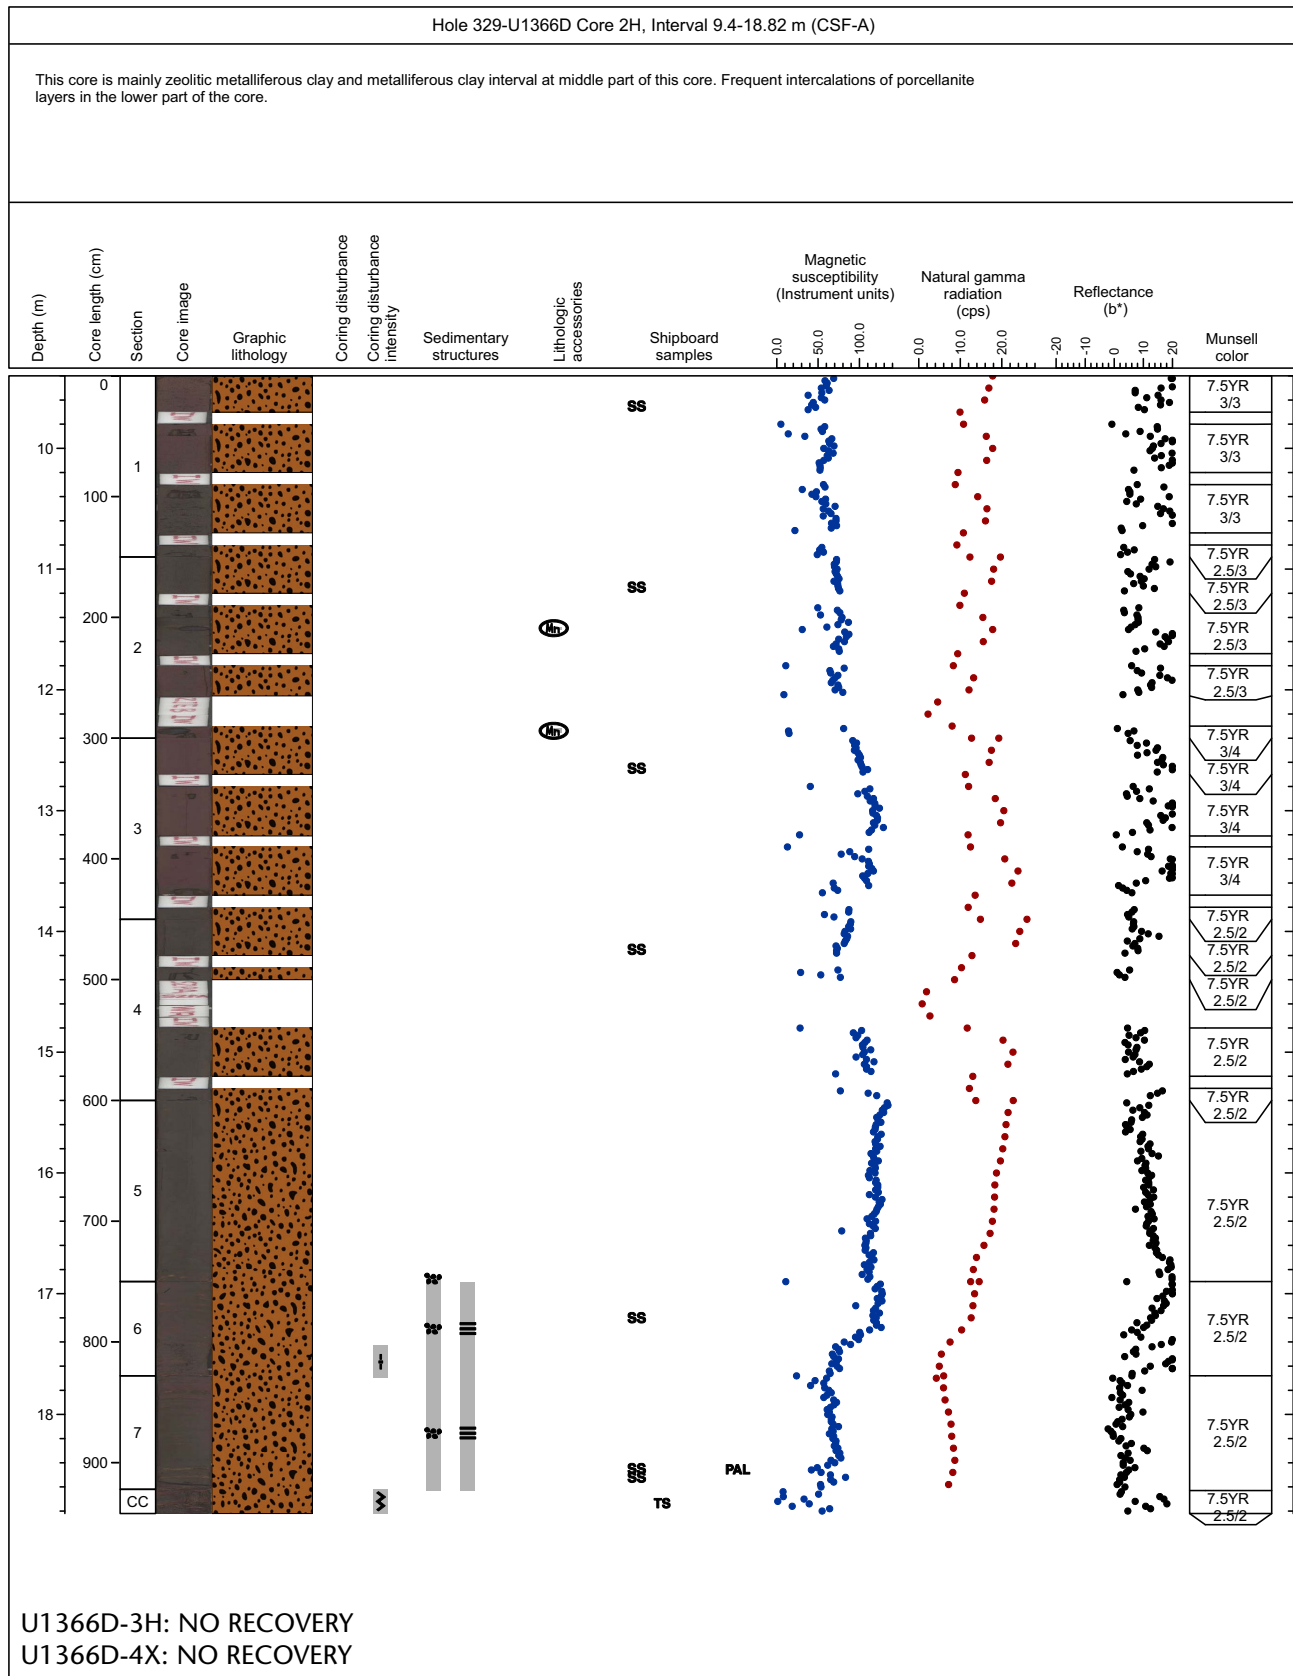 Hole 329-U1366D Core 2H, Interval 9.4-18.82 m (CSF-A)
This core is mainly zeolitic metalliferous clay and metalliferous clay interval at middle part of this core. Frequent intercalations of porcellanite
layers in the lower part of the core.
Depth (m)
Core length (cm)
Section
Core image
Graphic
lithology
Coring disturbance
Coring disturbance
intensity
Sedimentary
structures
Lithologic
accessories
Shipboard
samples
Magnetic
susceptibility
(Instrument units)
0.0
50.0
100.0
Natural gamma
radiation
(cps)
0.0
10.0
20.0
Reflectance
(b*)
-20
-10
0
10
20
Munsell
color
10
11
12
13
14
15
16
17
18
0
100
200
300
400
500
600
700
800
900
1
2
3
4
5
6
7
CC
Mn
Mn
SS
SS
SS
SS
SS
SS
SS
SS
PAL
TS
7.5YR
3/3
7.5YR
3/3
7.5YR
3/3
7.5YR
2.5/3
7.5YR
2.5/3
7.5YR
2.5/3
7.5YR
2.5/3
7.5YR
3/4
7.5YR
3/4
7.5YR
3/4
7.5YR
3/4
7.5YR
2.5/2
7.5YR
2.5/2
7.5YR
2.5/2
7.5YR
2.5/2
7.5YR
2.5/2
7.5YR
2.5/2
7.5YR
2.5/2
7.5YR
2.5/2
7.5YR
2.5/2
U1366D-3H: NO RECOVERY
U1366D-4X: NO RECOVERY